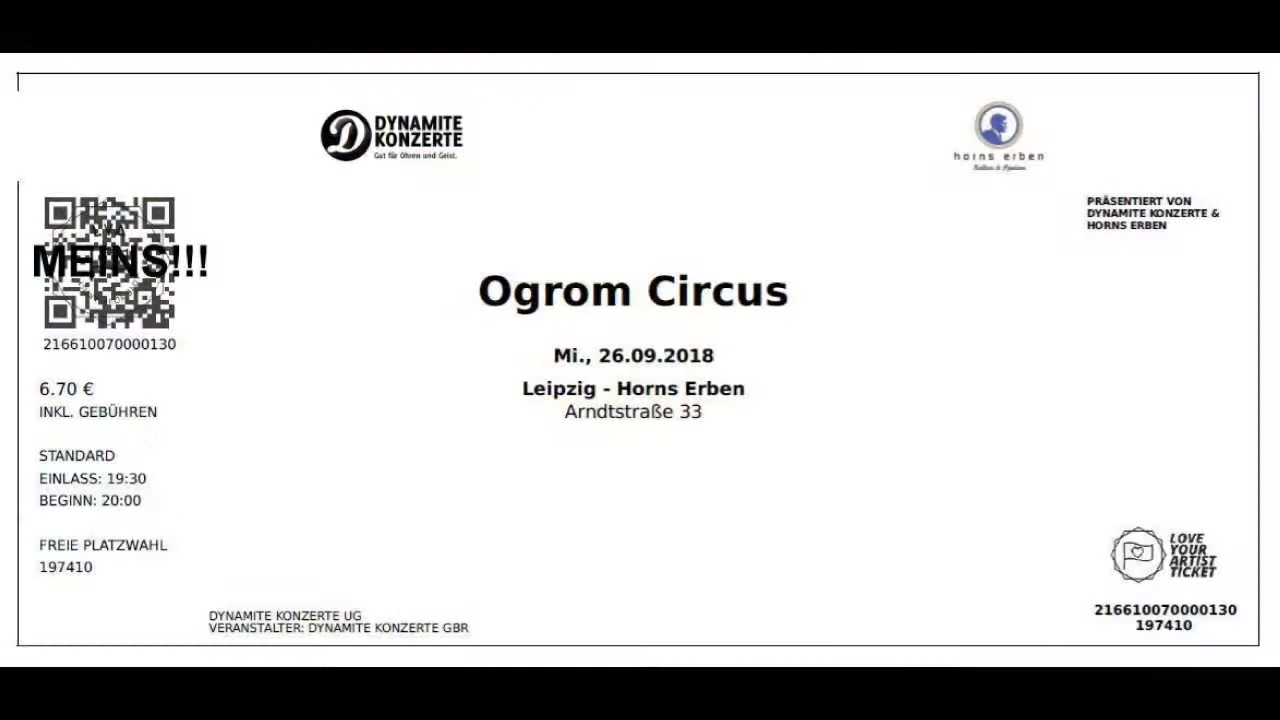 DYNAMITE
KONZERTE
Gut für Ohren und Geist.
horns erben
PRÄSENTIERT VON
DYNAMITE KONZERTE &
HORNS ERBEN
MEINS!!!
216610070000130
Ogrom Circus
Mi., 26.09.2018
Leipzig - Horns Erben
Arndtstraße 33
6.70 €
INKL. GEBÜHREN
STANDARD
EINLASS: 19:30
BEGINN: 20:00
FREIE PLATZWAHL
197410
DYNAMITE KONZERTE UG
VERANSTALTER: DYNAMITE KONZERTE GBR
LOVE
YOUR
ARTIST
TICKET
216610070000130
197410